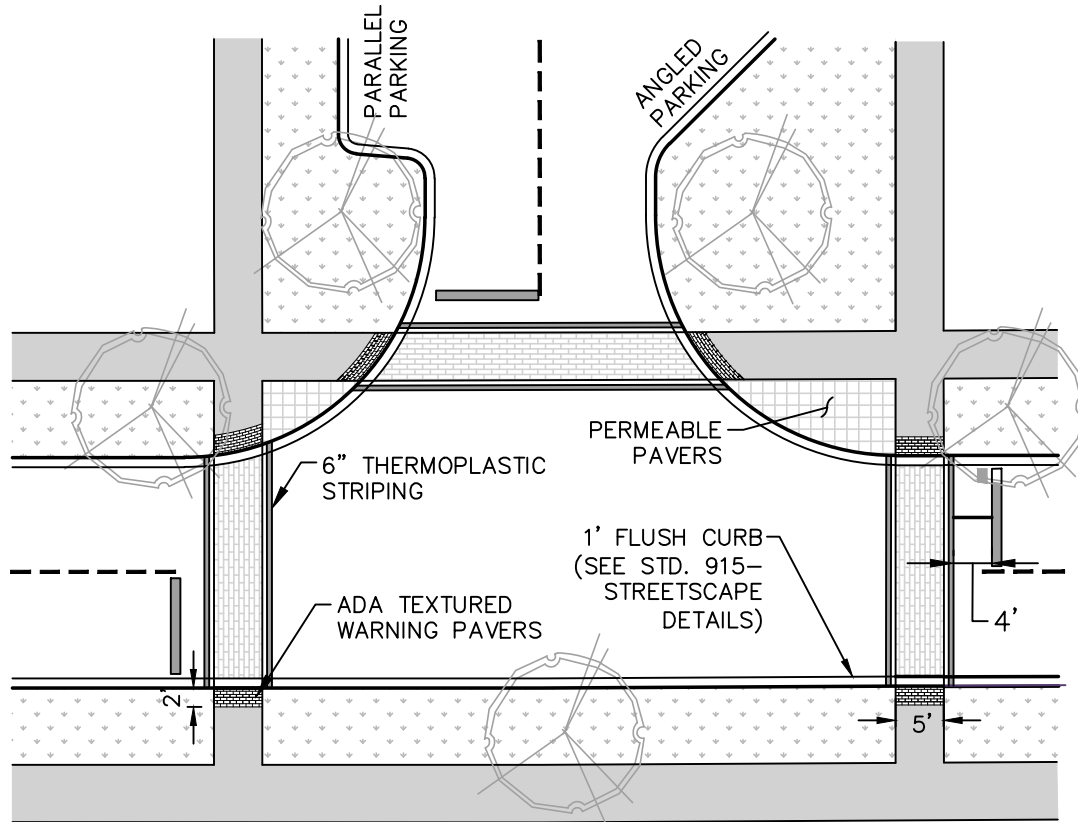 PARALLEL
PARKING
ANGLED
PARKING
PERMEABLE
PAVERS
6" THERMOPLASTIC
STRIPING
1' FLUSH CURB
(SEE STD. 915–
STREETSCAPE
DETAILS)
ADA TEXTURED
WARNING PAVERS
4'
2'
5'